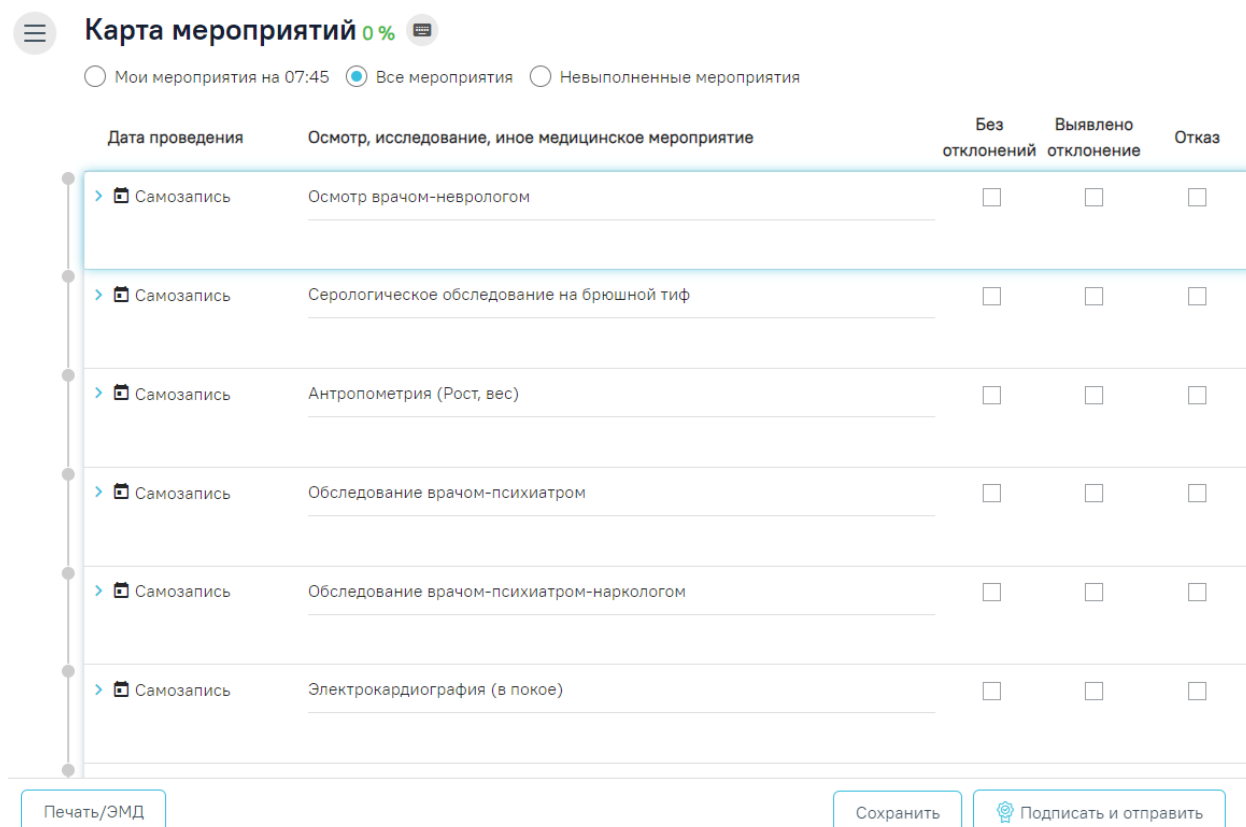 Карта мероприятий 0 %
Мои мероприятия на 07:45 Все мероприятия Невыполненные мероприятия
Дата проведения Осмотр, исследование, иное медицинское мероприятие Без отклонений Выявлено отклонение Отказ
Самозапись Осмотр врачом-неврологом
Самозапись Серологическое обследование на брюшной тиф
Самозапись Антропометрия (Рост, вес)
Самозапись Обследование врачом-психиатром
Самозапись Обследование врачом-психиатром-наркологом
Самозапись Электрокардиография (в покое)
Печать/ЭМД Сохранить Подписать и отправить